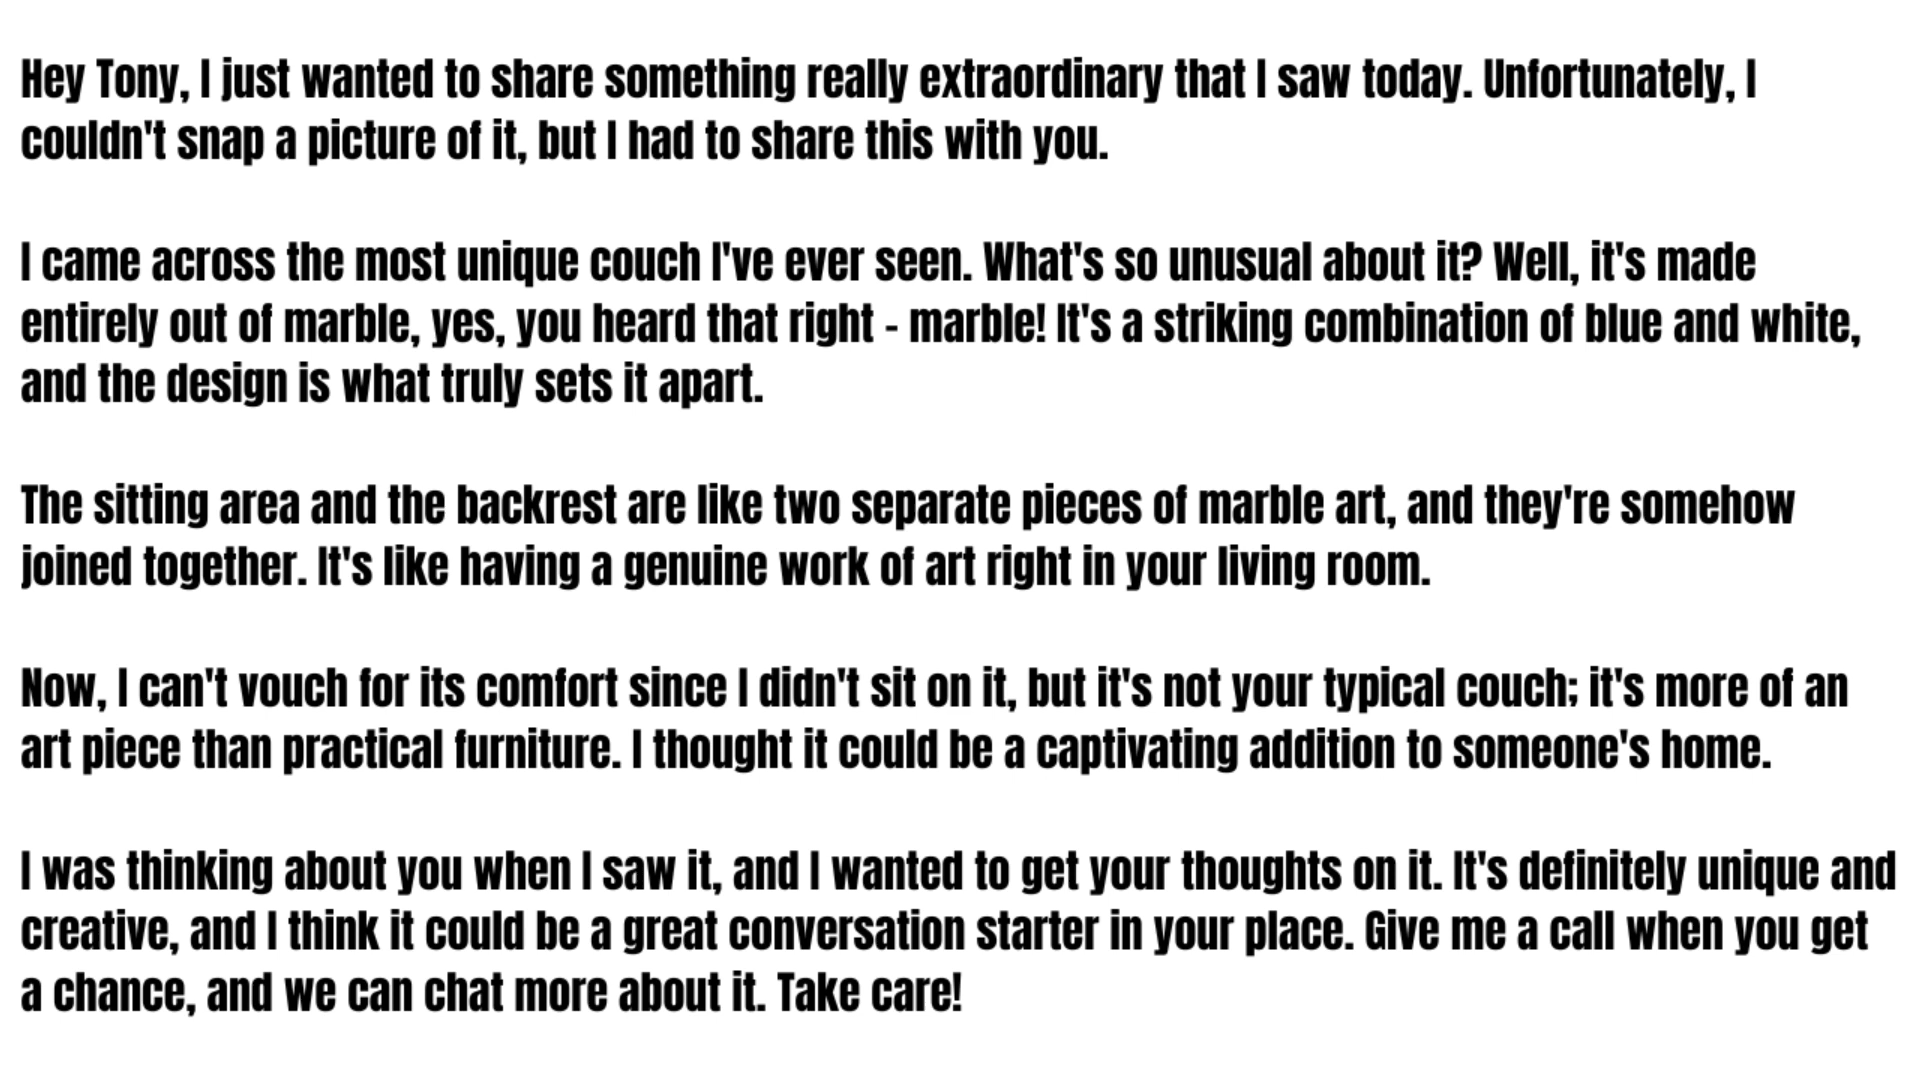 Hey Tony, I just wanted to share something really extraordinary that I saw today. Unfortunately, I
couldn't snap a picture of it, but I had to share this with you.
I came across the most unique couch I've ever seen. What's so unusual about it? Well, it's made
entirely out of marble, yes, you heard that right - marble! It's a striking combination of blue and white,
and the design is what truly sets it apart.
The sitting area and the backrest are like two separate pieces of marble art, and they're somehow
joined together. It's like having a genuine work of art right in your living room.
Now, I can't vouch for its comfort since I didn't sit on it, but it's not your typical couch; it's more of an
art piece than practical furniture. I thought it could be a captivating addition to someone's home.
I was thinking about you when I saw it, and I wanted to get your thoughts on it. It's definitely unique and
creative, and I think it could be a great conversation starter in your place. Give me a call when you get
a chance, and we can chat more about it. Take care!